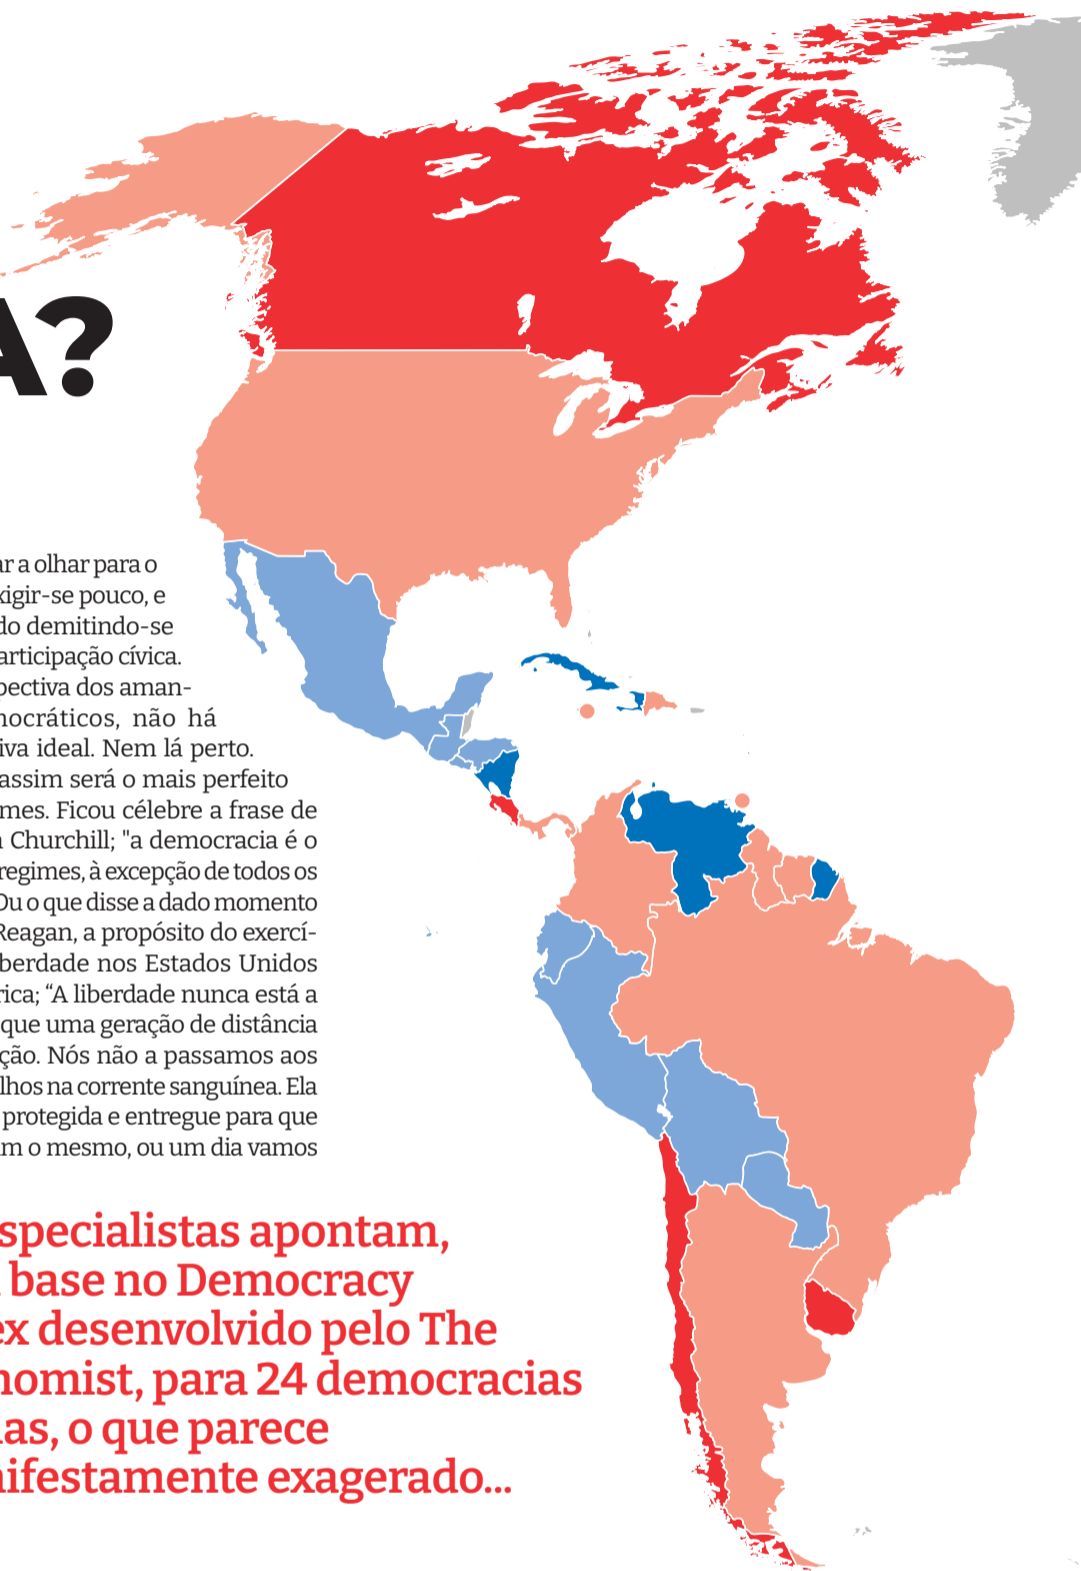 A?
ar a olhar para o
xigir-se pouco, e
do demitindo-se
articipação cívica.
pectiva dos aman-
nocráticos, não há
iva ideal. Nem lá perto.
assim será o mais perfeito
mes. Ficou célebre a frase de
Churchill; "a democracia é o
regimes, à excepção de todos os
Ou o que disse a dado momento
Reagan, a propósito do exercí-
berdade nos Estados Unidos
rica; “A liberdade nunca está a
que uma geração de distância
ção. Nós não a passamos aos
lhos na corrente sanguínea. Ela
protegida e entregue para que
m o mesmo, ou um dia vamos
specialistas apontam,
base no Democracy
ex desenvolvido pelo The
nomist, para 24 democracias
as, o que parece
nifestamente exagerado...